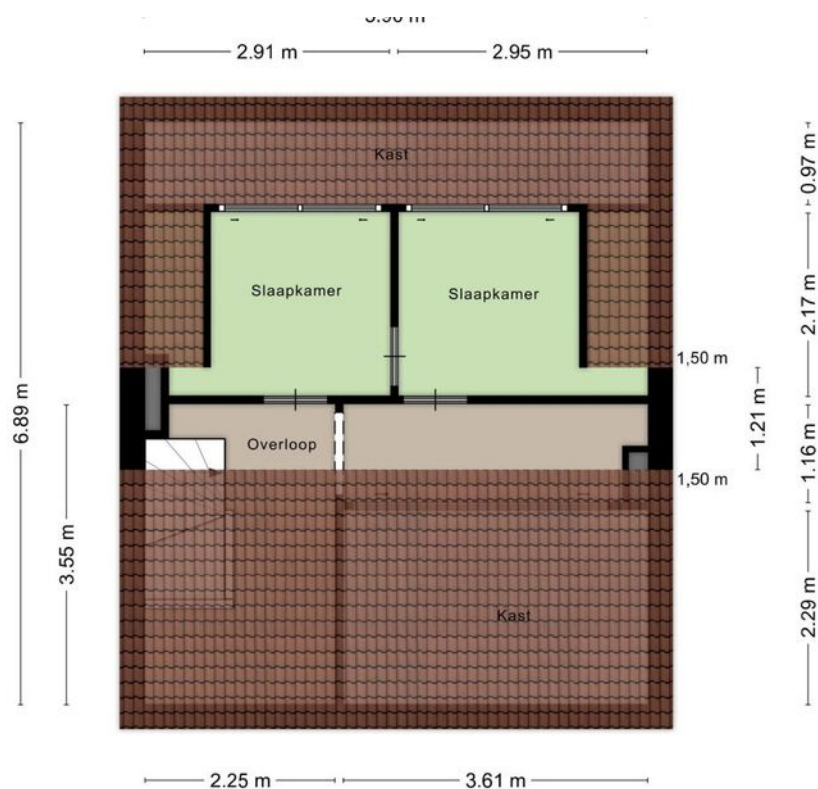 2.91 m
2.95 m
Kast
0.97 m
Slaapkamer
Slaapkamer
2.17 m
1,50 m
6.89 m
1.21 m
Overloop
1.16 m
1,50 m
3.55 m
Kast
2.29 m
2.25 m
3.61 m